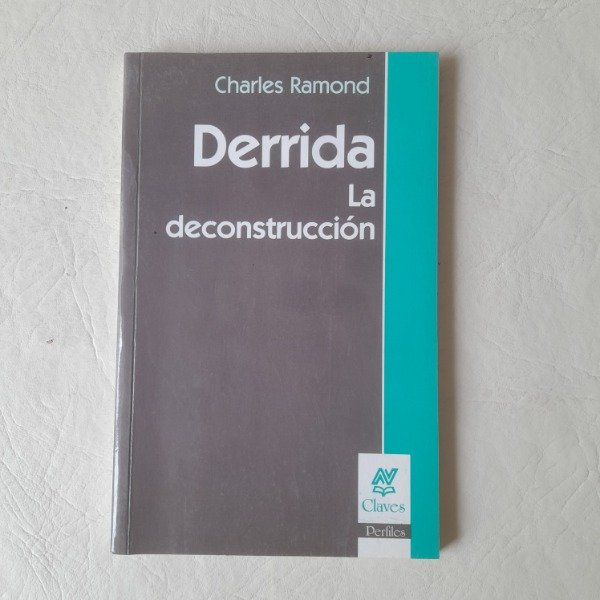 Charles Ramond
Derrida
La
deconstrucción
Claves
Perfiles